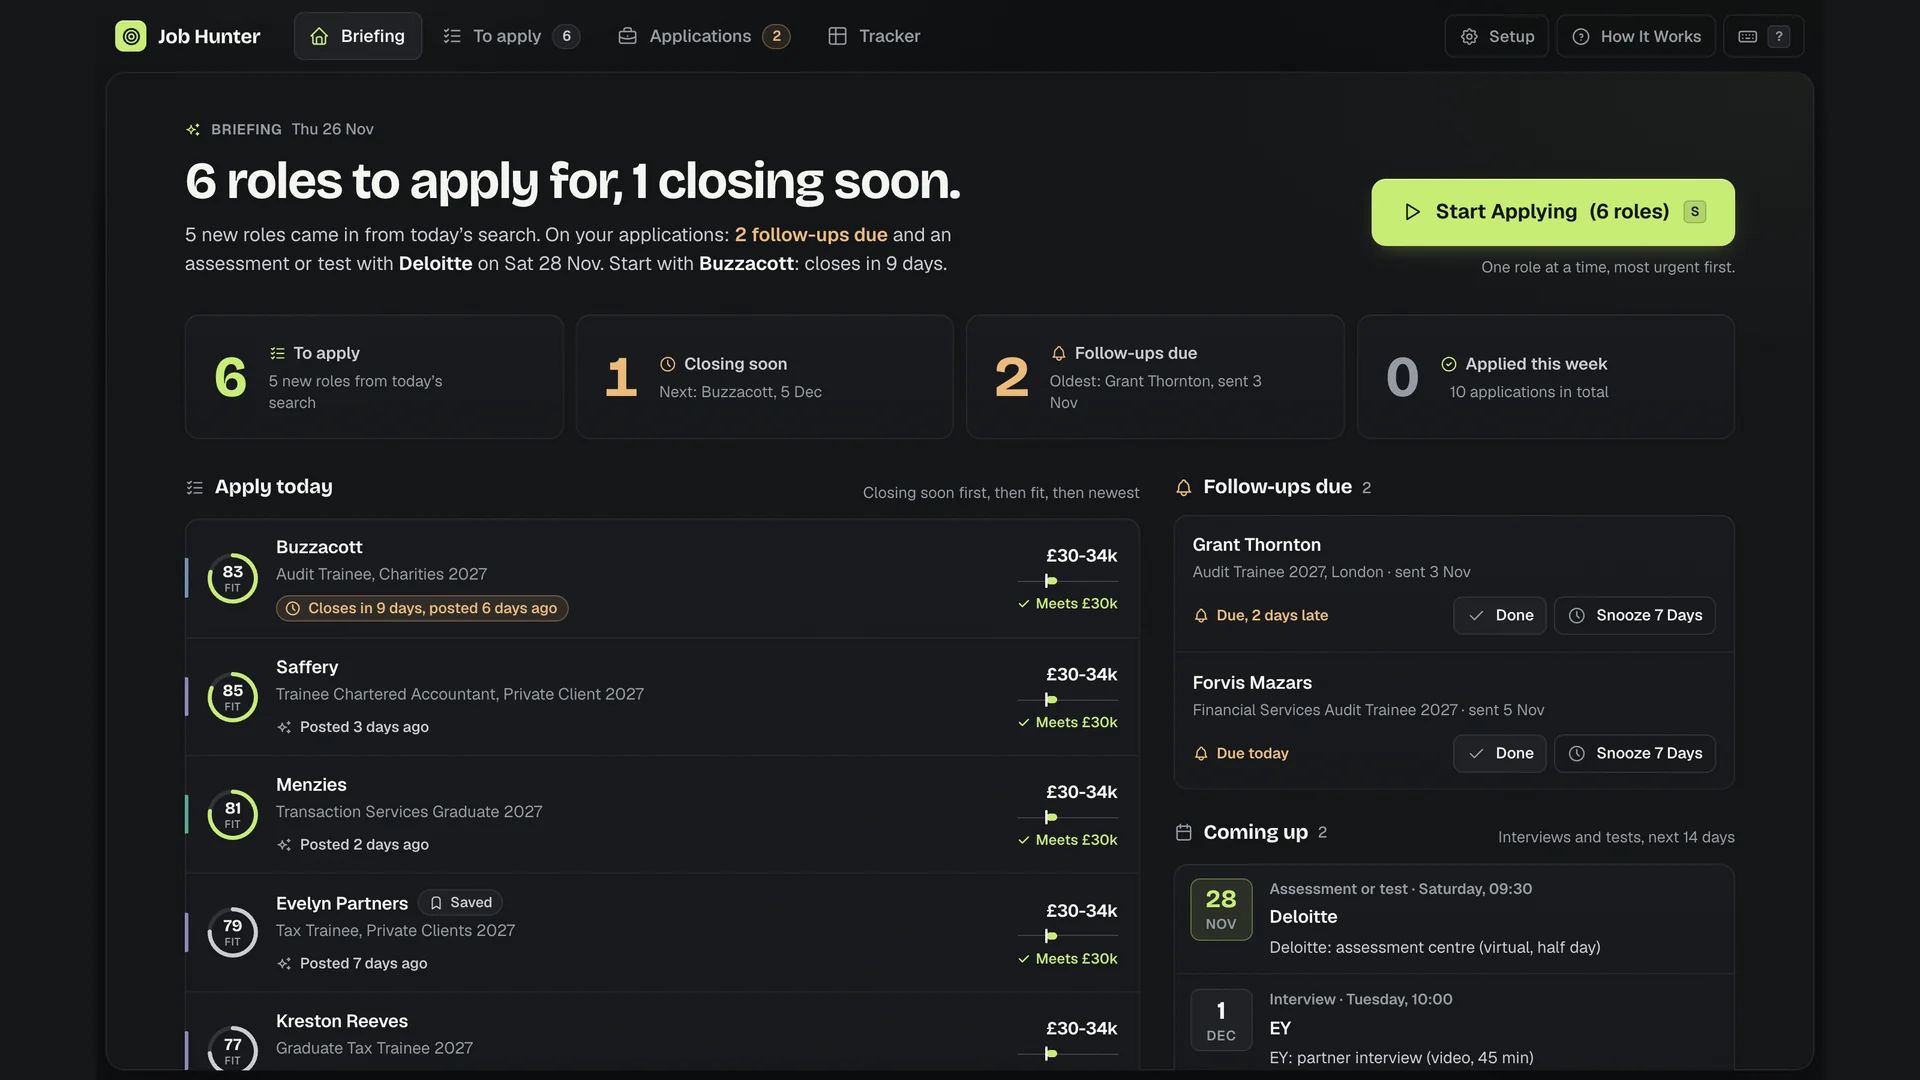 Job Hunter
Briefing
To apply 6
Applications 2
Tracker
Setup
How It Works
?
BRIEFING Thu 26 Nov
6 roles to apply for, 1 closing soon.
5 new roles came in from today’s search. On your applications: 2 follow-ups due and an
assessment or test with Deloitte on Sat 28 Nov. Start with Buzzacott: closes in 9 days.
Start Applying (6 roles) S
One role at a time, most urgent first.
6
To apply
5 new roles from today’s
search
1
Closing soon
Next: Buzzacott, 5 Dec
2
Follow-ups due
Oldest: Grant Thornton, sent 3
Nov
0
Applied this week
10 applications in total
Apply today
Closing soon first, then fit, then newest
83
FIT
Buzzacott
Audit Trainee, Charities 2027
Closes in 9 days, posted 6 days ago
£30-34k
Meets £30k
85
FIT
Saffery
Trainee Chartered Accountant, Private Client 2027
Posted 3 days ago
£30-34k
Meets £30k
81
FIT
Menzies
Transaction Services Graduate 2027
Posted 2 days ago
£30-34k
Meets £30k
79
FIT
Evelyn Partners Saved
Tax Trainee, Private Clients 2027
Posted 7 days ago
£30-34k
Meets £30k
77
FIT
Kreston Reeves
Graduate Tax Trainee 2027
£30-34k
Follow-ups due 2
Grant Thornton
Audit Trainee 2027, London · sent 3 Nov
Due, 2 days late
Done
Snooze 7 Days
Forvis Mazars
Financial Services Audit Trainee 2027 · sent 5 Nov
Due today
Done
Snooze 7 Days
Coming up 2
Interviews and tests, next 14 days
28
NOV
Assessment or test · Saturday, 09:30
Deloitte
Deloitte: assessment centre (virtual, half day)
1
DEC
Interview · Tuesday, 10:00
EY
EY: partner interview (video, 45 min)